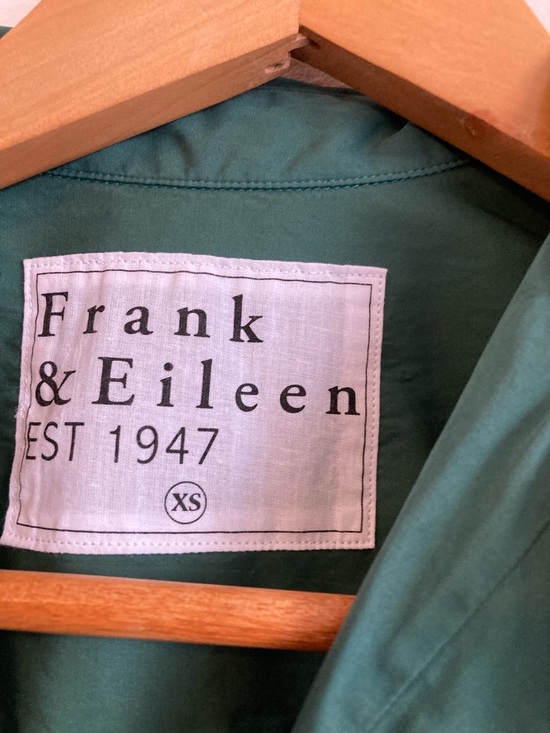 Frank
& Eileen
EST 1947
XS